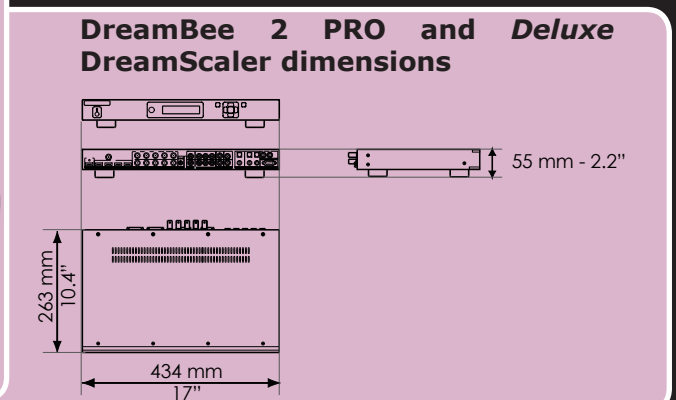 DreamBee 2 PRO and Deluxe
DreamScaler dimensions
55 mm - 2.2”
263 mm
10.4”
434 mm
17”